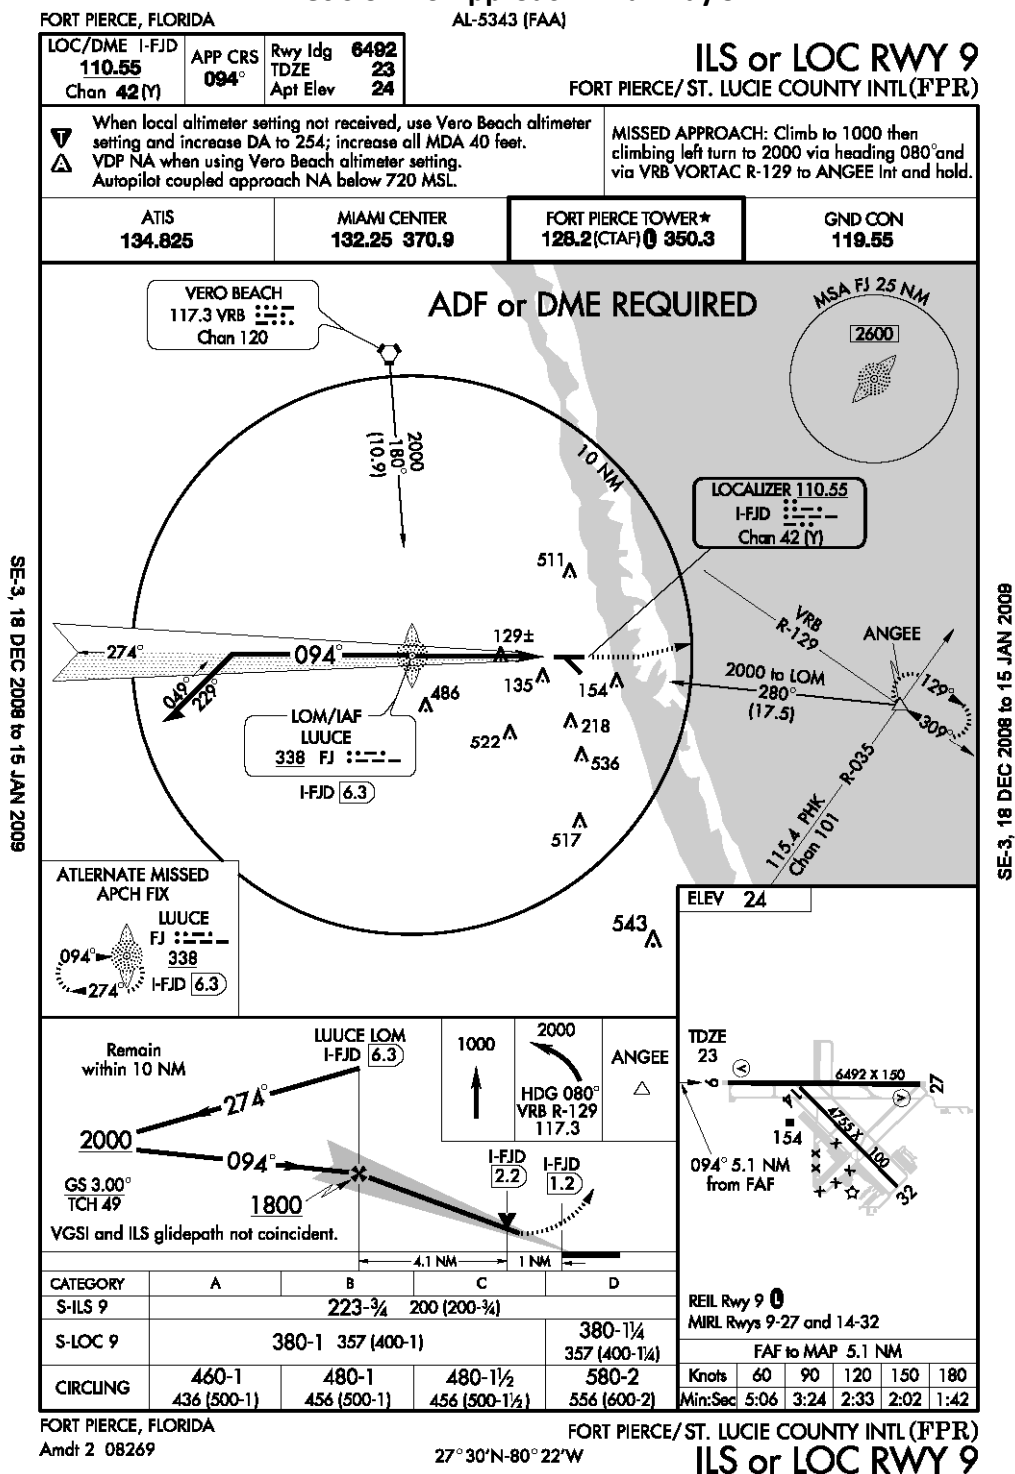 FORT PIERCE, FLORIDA
AL-5343 (FAA)
LOC/DME I-FJD
110.55
Chan 42 (Y)
APP CRS
094°
Rwy ldg 6492
TDZE 23
Apt Elev 24
ILS or LOC RWY 9
FORT PIERCE/ ST. LUCIE COUNTY INTL (FPR)
T
A
When local altimeter setting not received, use Vero Beach altimeter
setting and increase DA to 254; increase all MDA 40 feet.
VDP NA when using Vero Beach altimeter setting.
Autopilot coupled approach NA below 720 MSL.
MISSED APPROACH: Climb to 1000 then
climbing left turn to 2000 via heading 080° and
via VRB VORTAC R-129 to ANGEE Int and hold.
ATIS
134.825
MIAMI CENTER
132.25 370.9
FORT PIERCE TOWER★
128.2 (CTAF) L 350.3
GND CON
119.55
VERO BEACH
117.3 VRB
Chan 120
ADF or DME REQUIRED
MSA FJ 25 NM
2600
2000
180°
(10.9)
10 NM
LOCALIZER 110.55
I-FJD
Chan 42 (Y)
511
VRB
R-129
ANGEE
274°
094°
129±
135
154
2000 to LOM
280°
(17.5)
129°
309°
049°
229°
486
LOM/IAF
LUUCE
338 FJ
I-FJD 6.3
522
218
536
517
R-035
115.4 PHK
Chan 101
SE-3, 18 DEC 2008 to 15 JAN 2009
SE-3, 18 DEC 2008 to 15 JAN 2009
ATLERNATE MISSED
APCH FIX
LUUCE
FJ
338
I-FJD 6.3
094°
274°
543
ELEV 24
TDZE
23
9
6492 X 150
27
V
V
14
4755 X 100
32
154
094° 5.1 NM
from FAF
REIL Rwy 9 L
MIRL Rwys 9-27 and 14-32
Remain
within 10 NM
LUUCE LOM
I-FJD 6.3
1000
2000
HDG 080°
VRB R-129
117.3
ANGEE
274°
2000
094°
1800
GS 3.00°
TCH 49
VGSI and ILS glidepath not coincident.
I-FJD
2.2
I-FJD
1.2
4.1 NM
1 NM
CATEGORY A B C D
S-ILS 9 223-¾ 200 (200-¾)
S-LOC 9 380-1 357 (400-1)
380-1¼
357 (400-1¼)
CIRCLING
460-1
436 (500-1)
480-1
456 (500-1)
480-1½
456 (500-1½)
580-2
556 (600-2)
FAF to MAP 5.1 NM
Knots 60 90 120 150 180
Min:Sec 5:06 3:24 2:33 2:02 1:42
FORT PIERCE, FLORIDA
Amdt 2 08269
27°30'N-80°22'W
FORT PIERCE/ ST. LUCIE COUNTY INTL (FPR)
ILS or LOC RWY 9